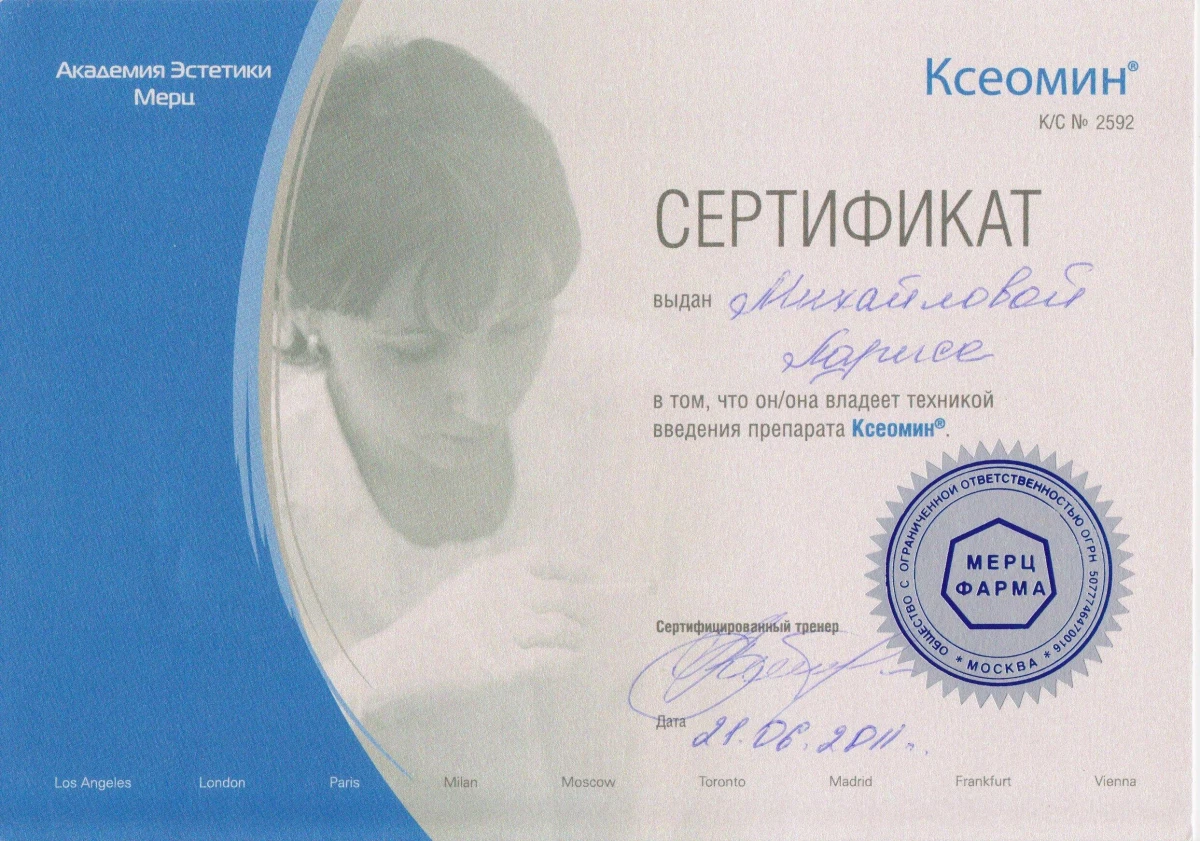 Академия Эстетики
Мерц
Ксеомин®
К/С № 2592
СЕРТИФИКАТ
выдан Михайловой
Ларисе
в том, что он/она владеет техникой
введения препарата Ксеомин®.
ОБЩЕСТВО С ОГРАНИЧЕННОЙ ОТВЕТСТВЕННОСТЬЮ ОГРН 5077746470016
* МОСКВА *
МЕРЦ
ФАРМА
Сертифицированный тренер
Дата 21.06.2011г.
Los Angeles London Paris Milan Moscow Toronto Madrid Frankfurt Vienna